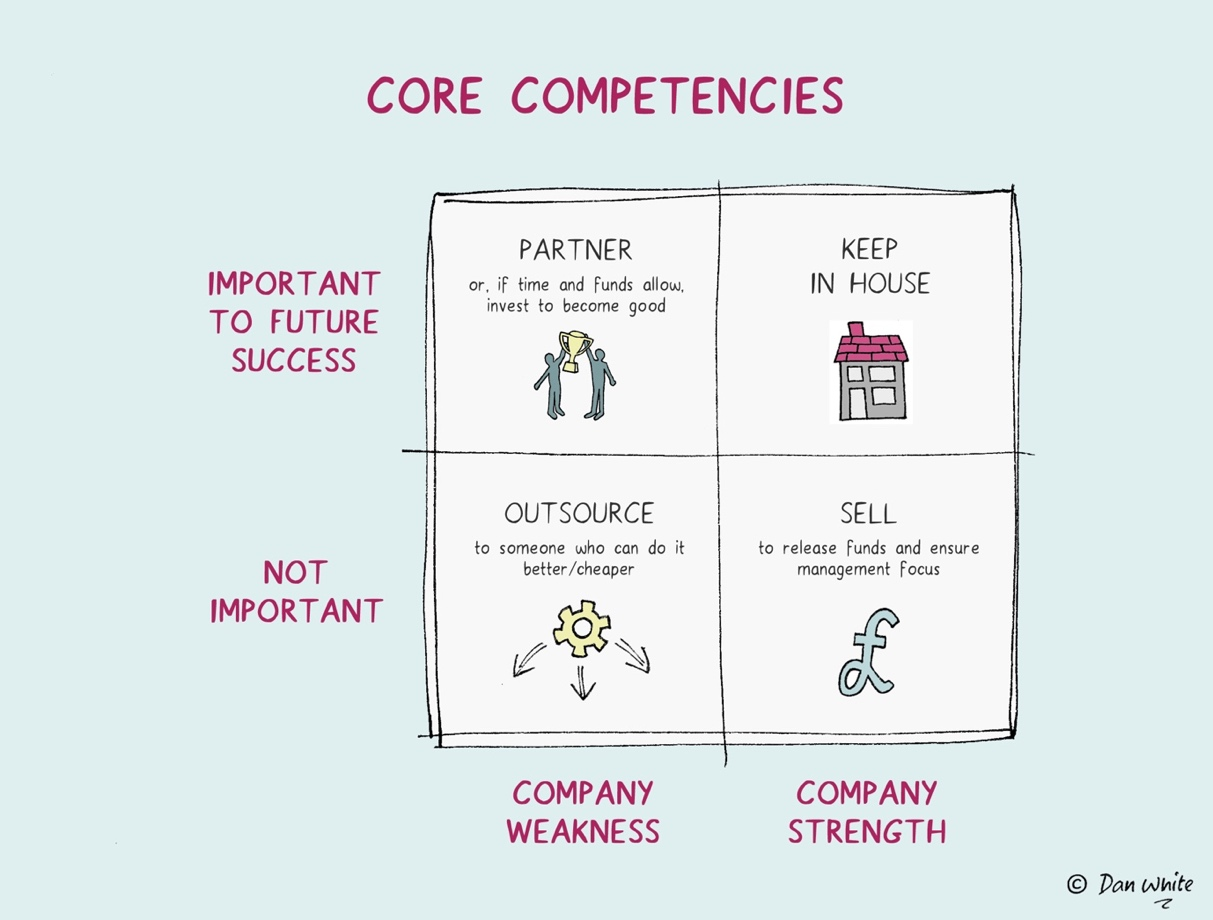 CORE COMPETENCIES
IMPORTANT
TO FUTURE
SUCCESS
PARTNER
or, if time and funds allow,
invest to become good
KEEP
IN HOUSE
NOT
IMPORTANT
OUTSOURCE
to someone who can do it
better/cheaper
SELL
to release funds and ensure
management focus
£
COMPANY
WEAKNESS
COMPANY
STRENGTH
© Dan White